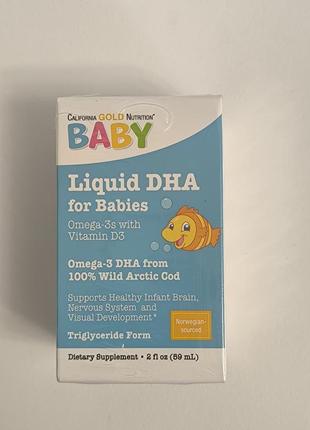 CALIFORNIA GOLD NUTRITION®
BABY
Liquid DHA
for Babies
Omega-3s with
Vitamin D3
Omega-3 DHA from
100% Wild Arctic Cod
Supports Healthy Infant Brain,
Nervous System and
Visual Development*
Norwegian-
sourced
Triglyceride Form
Dietary Supplement • 2 fl oz (59 mL)